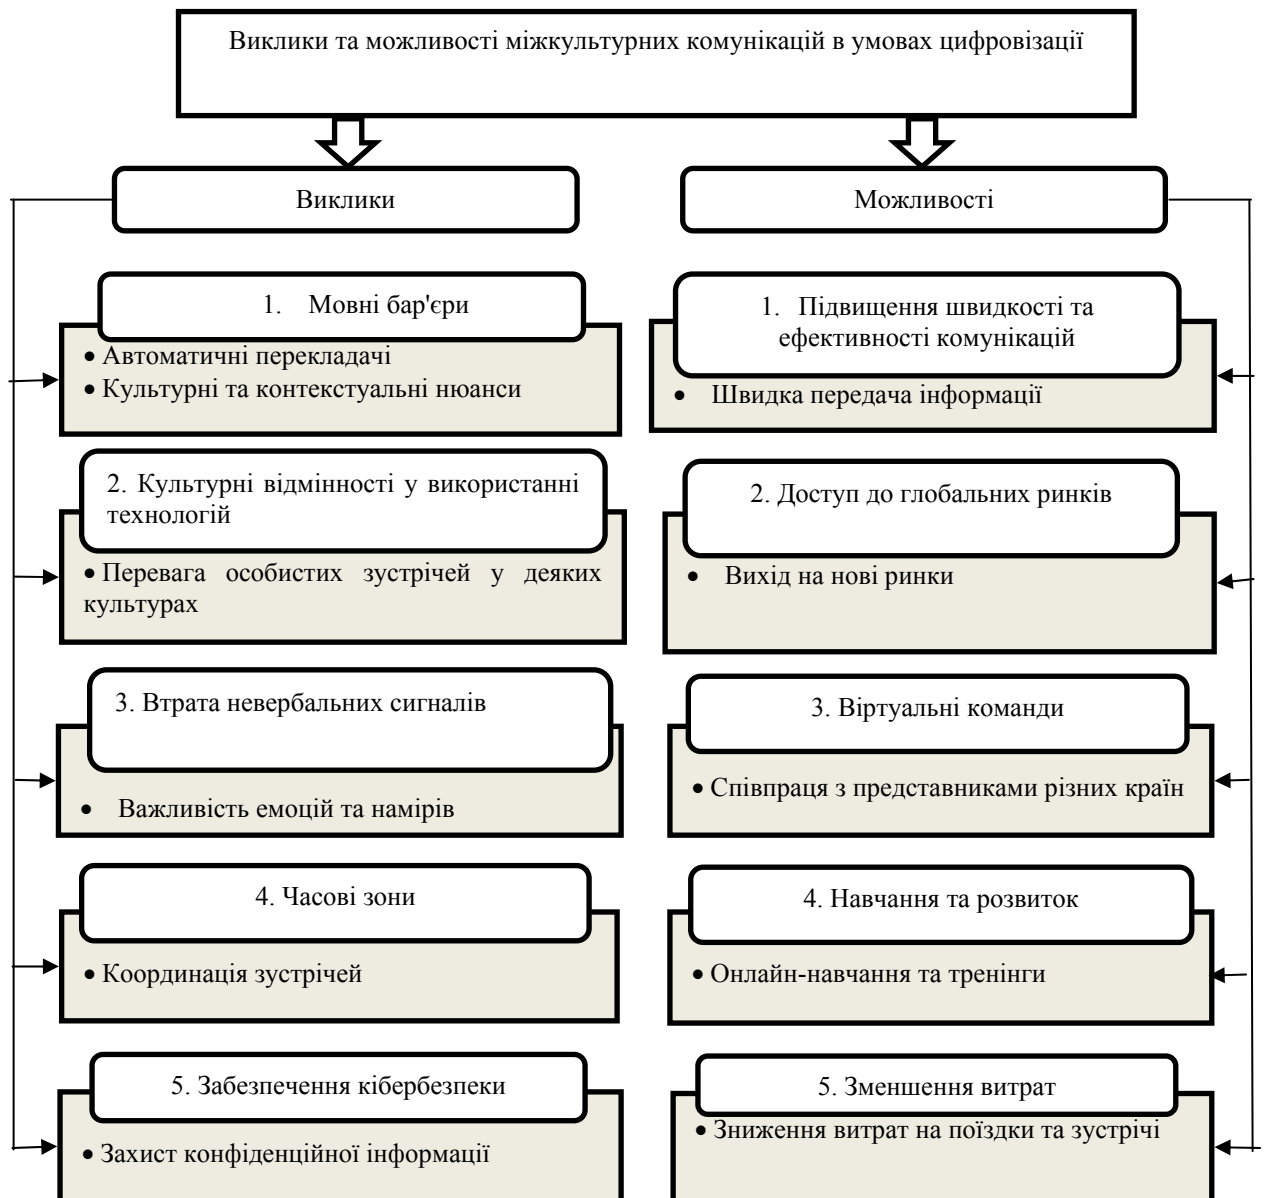 Виклики та можливості міжкультурних комунікацій в умовах цифровізації
Виклики
1. Мовні бар'єри
• Автоматичні перекладачі
• Культурні та контекстуальні нюанси
2. Культурні відмінності у використанні
технологій
• Перевага особистих зустрічей у деяких
культурах
3. Втрата невербальних сигналів
• Важливість емоцій та намірів
4. Часові зони
• Координація зустрічей
5. Забезпечення кібербезпеки
• Захист конфіденційної інформації
Можливості
1. Підвищення швидкості та
ефективності комунікацій
• Швидка передача інформації
2. Доступ до глобальних ринків
• Вихід на нові ринки
3. Віртуальні команди
• Співпраця з представниками різних країн
4. Навчання та розвиток
• Онлайн-навчання та тренінги
5. Зменшення витрат
• Зниження витрат на поїздки та зустрічі